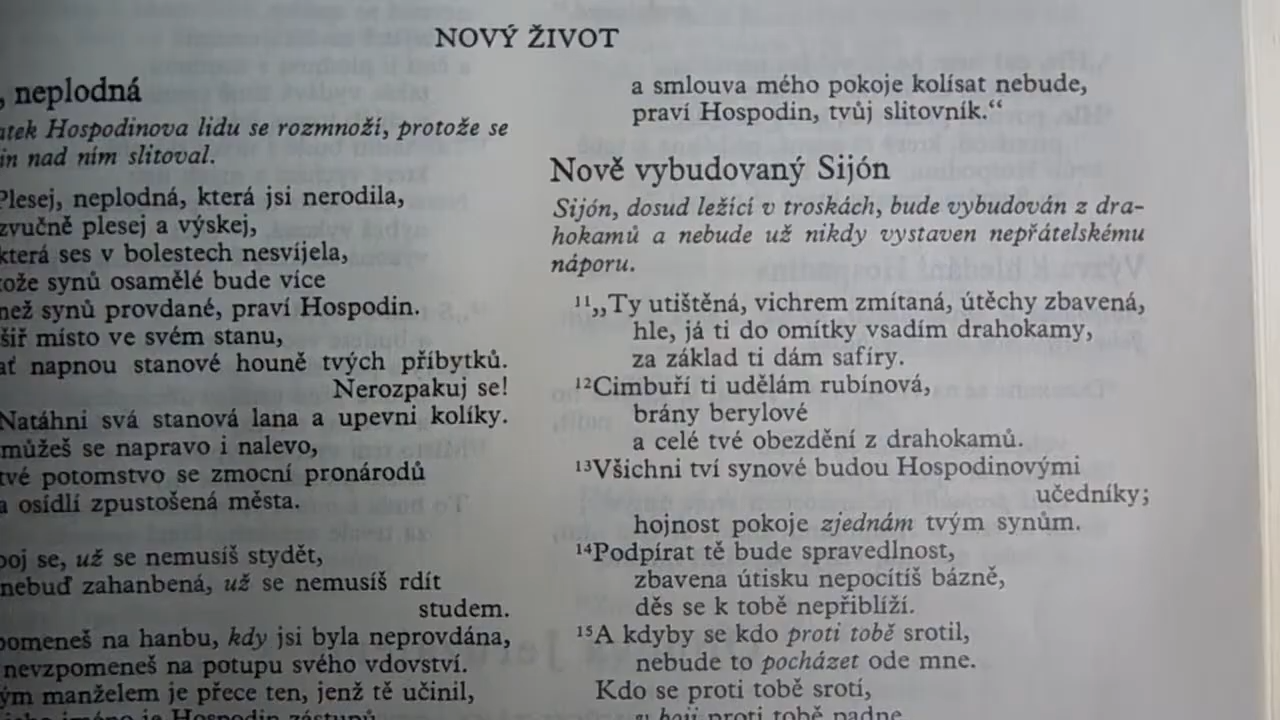 NOVÝ ŽIVOT
, neplodná
Hospodinova lidu se rozmnoží, protože se
nad ním slitoval.
Plesej, neplodná, která jsi nerodila,
zvučně plesej a výskej,
která ses v bolestech nesvíjela,
synů osamělé bude více
než synů provdané, praví Hospodin.
místo ve svém stanu,
napnou stanové houně tvých příbytků.
Nerozpakuj se!
Natáhni svá stanová lana a upevni kolíky.
můžeš se napravo i nalevo,
tvé potomstvo se zmocní pronárodů
a osídlí zpustošená města.
se, už se nemusíš stydět,
nebuď zahanbená, už se nemusíš rdít
studem.
na hanbu, kdy jsi byla neprovdána,
nevzpomeneš na potupu svého vdovství.
manželem je přece ten, jenž tě učinil,
jméno je Hospodin zástupů
a smlouva mého pokoje kolísat nebude,
praví Hospodin, tvůj slitovník.“
Nově vybudovaný Sijón
Sijón, dosud ležící v troskách, bude vybudován z dra-
hokamů a nebude už nikdy vystaven nepřátelskému
náporu.
11„Ty utištěná, vichrem zmítaná, útěchy zbavená,
hle, já ti do omítky vsadím drahokamy,
za základ ti dám safíry.
12Cimbuří ti udělám rubínová,
brány berylové
a celé tvé obezdění z drahokamů.
13Všichni tví synové budou Hospodinovými
učedníky;
hojnost pokoje zjednám tvým synům.
14Podpírat tě bude spravedlnost,
zbavena útisku nepocítíš bázně,
děs se k tobě nepřiblíží.
15A kdyby se kdo proti tobě srotil,
nebude to pocházet ode mne.
Kdo se proti tobě srotí,
v boji proti tobě padne